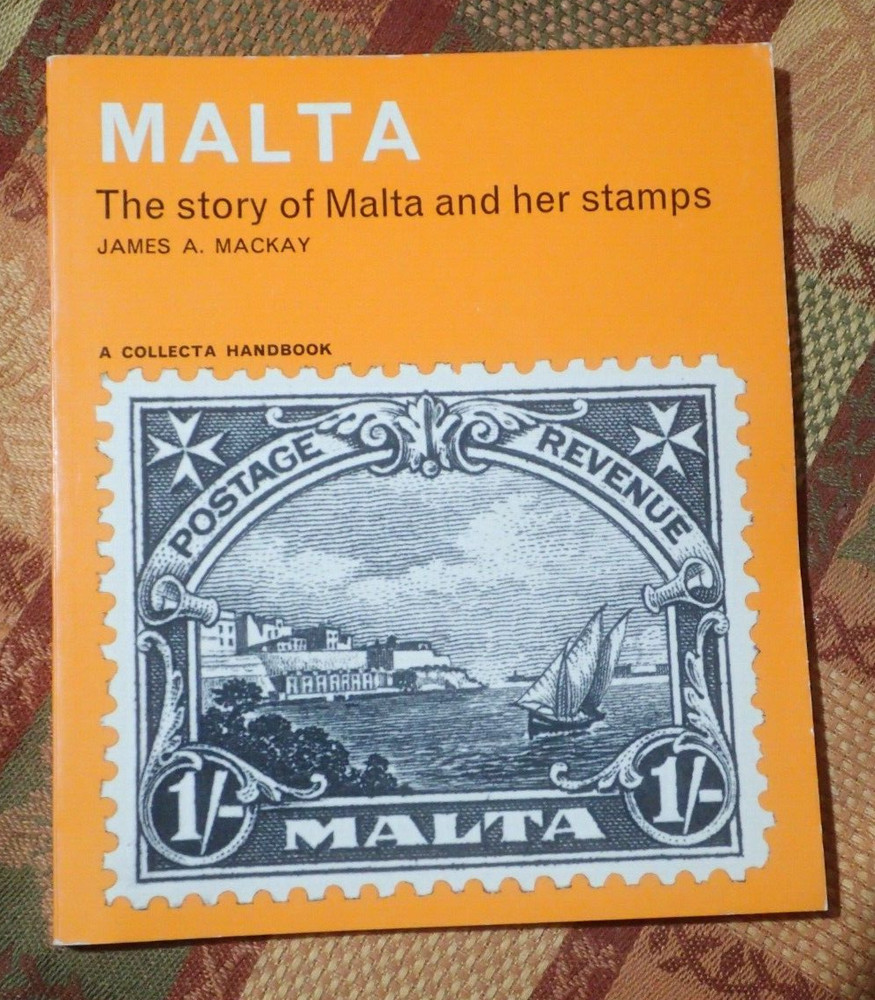 MALTA
The story of Malta and her stamps
JAMES A. MACKAY
A COLLECTA HANDBOOK
POSTAGE REVENUE
1/- 1/-
MALTA